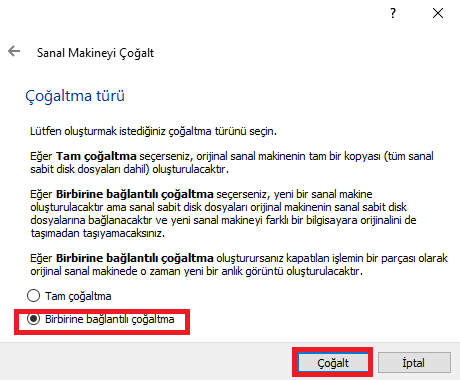 ?
Sanal Makineyi Çoğalt
Çoğaltma türü
Lütfen oluşturmak istediğiniz çoğaltma türünü seçin.
Eğer Tam çoğaltma seçerseniz, orijinal sanal makinenin tam bir kopyası (tüm sanal
sabit disk dosyaları dahil) oluşturulacaktır.
Eğer Birbirine bağlantılı çoğaltma seçerseniz, yeni bir sanal makine
oluşturulacaktır ama sanal sabit disk dosyaları orijinal makinenin sanal sabit disk
dosyalarına bağlanacaktır ve yeni sanal makineyi farklı bir bilgisayara orijinalini de
taşımadan taşıyamacaksınız.
Eğer Birbirine bağlantılı çoğaltma oluşturursanız kapatılan işlemin bir parçası olarak
orijinal sanal makinede o zaman yeni bir anlık görüntü oluşturulacaktır.
Tam çoğaltma
Birbirine bağlantılı çoğaltma
Çoğalt İptal